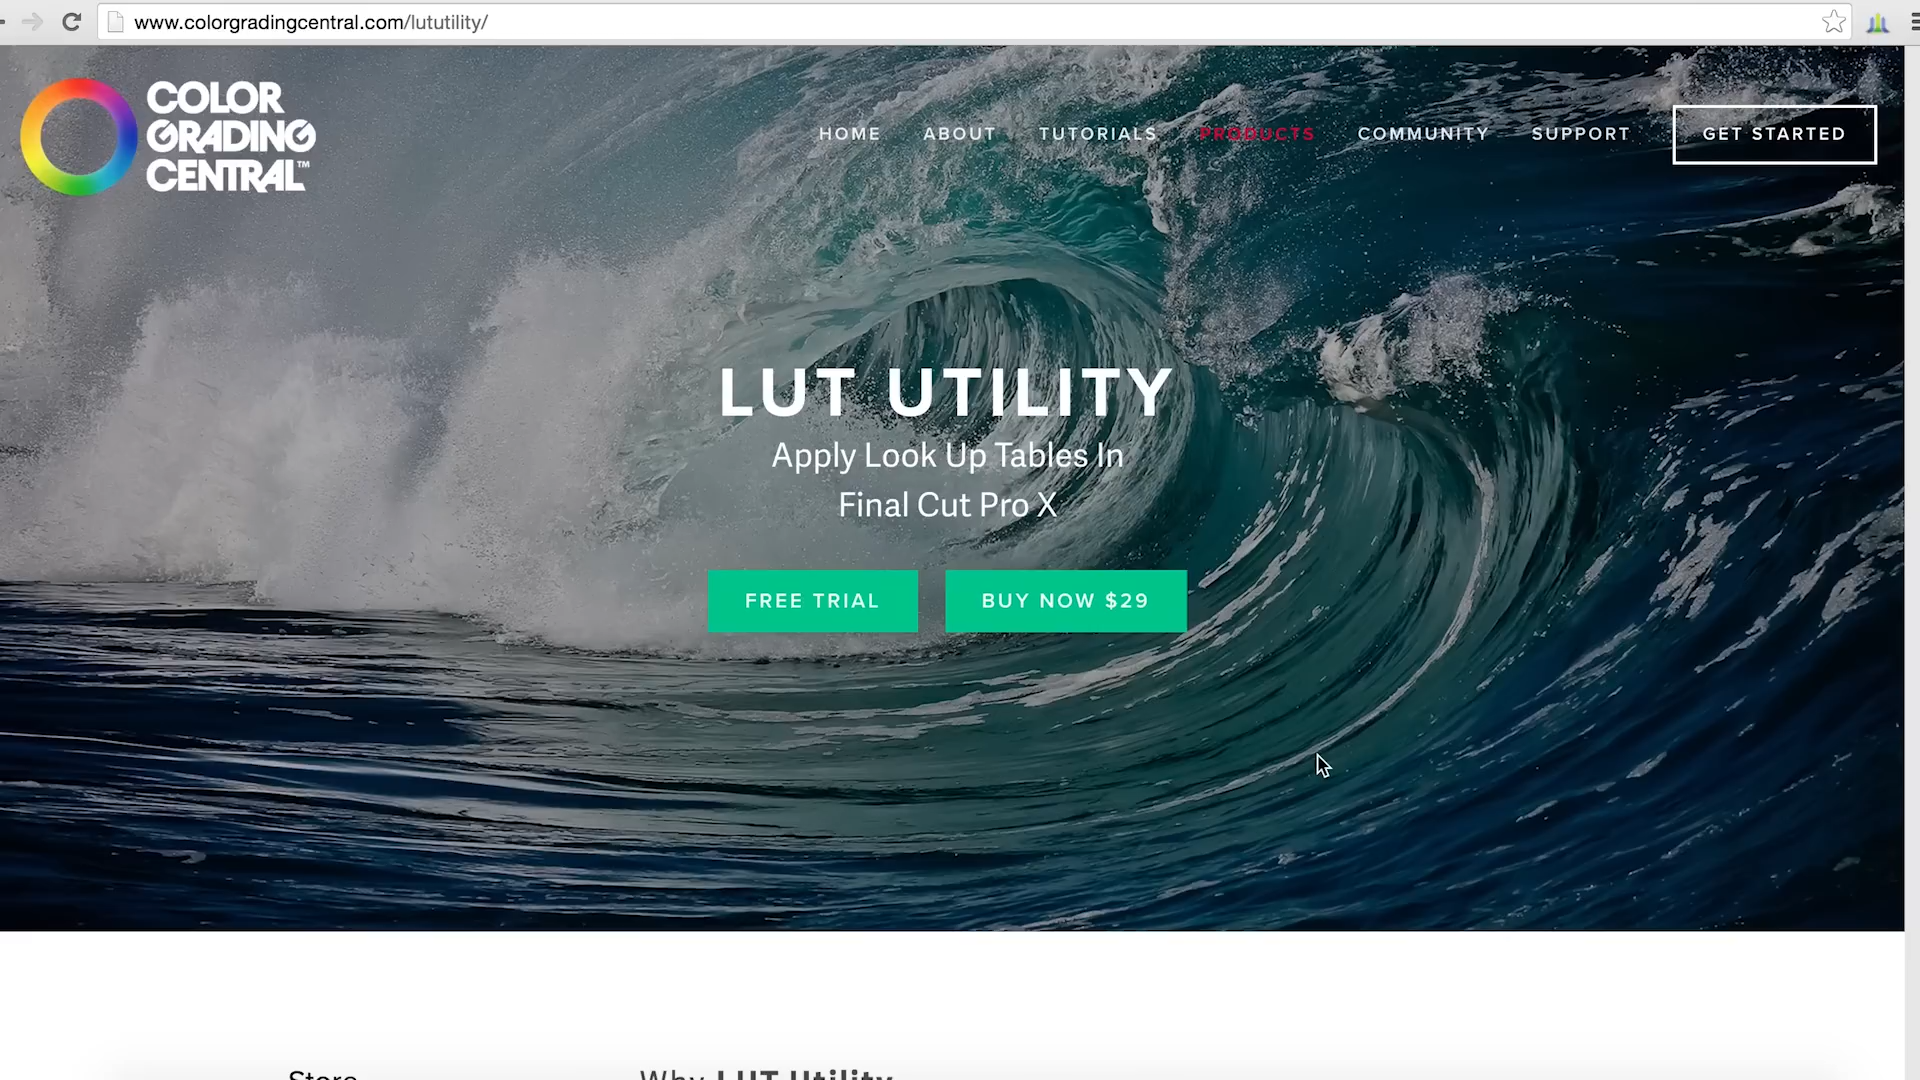 www.colorgradingcentral.com/lututility/
COLOR
GRADING
CENTRAL™
HOME ABOUT TUTORIALS PRODUCTS COMMUNITY SUPPORT GET STARTED
LUT UTILITY
Apply Look Up Tables In
Final Cut Pro X
FREE TRIAL BUY NOW $29
Store Why LUT Utility